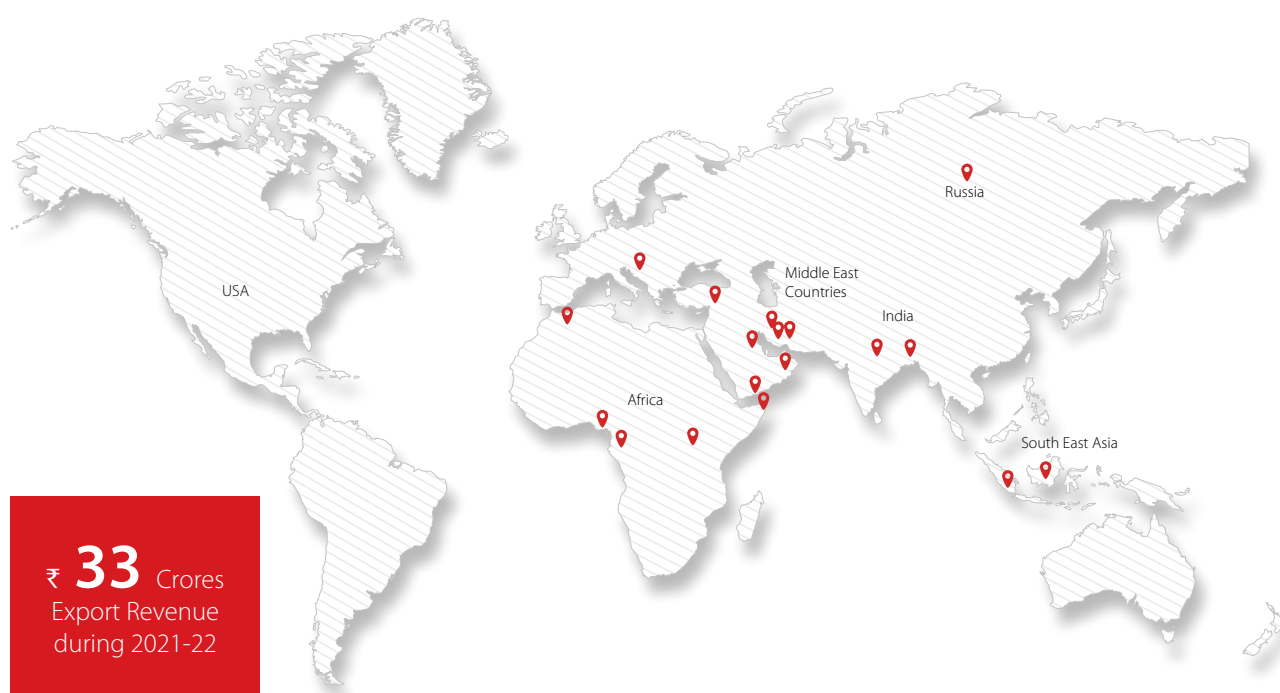 Russia
Middle East
Countries
USA
India
Africa
South East Asia
₹ 33 Crores
Export Revenue
during 2021-22